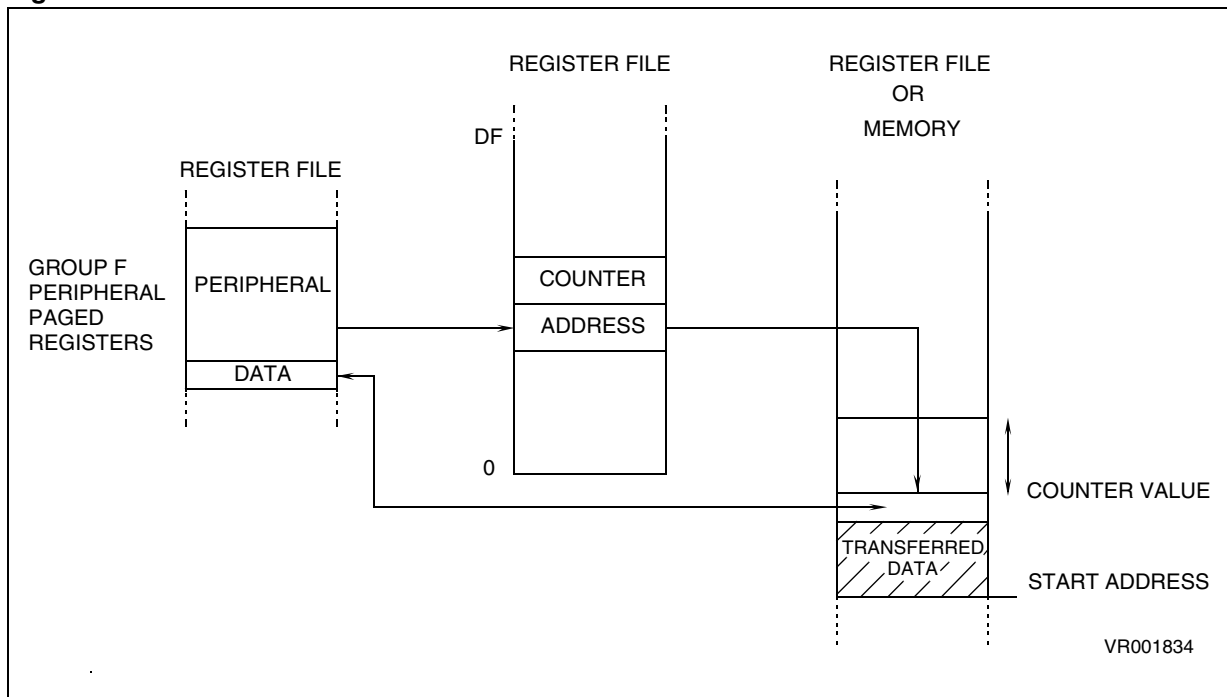 REGISTER FILE
REGISTER FILE
OR
MEMORY
DF
REGISTER FILE
GROUP F
PERIPHERAL
PAGED
REGISTERS
PERIPHERAL
DATA
COUNTER
ADDRESS
0
COUNTER VALUE
TRANSFERRED
DATA
START ADDRESS
VR001834